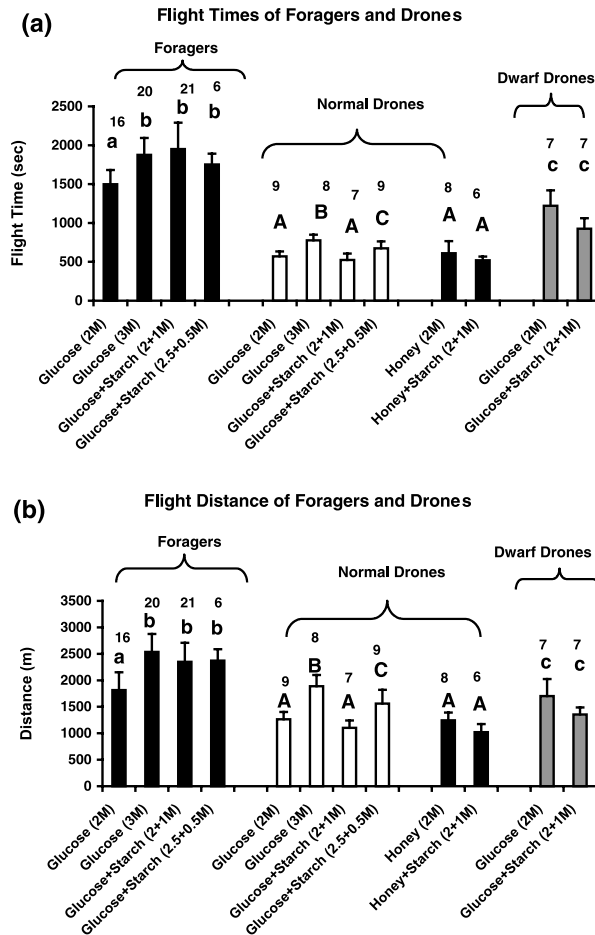 (a)
Flight Times of Foragers and Drones
Foragers
Normal Drones
Dwarf Drones
Flight Time (sec)
2500
2000
1500
1000
500
0
16 20 21 6
a b b b
9 8 7 9 8 6
A B A C A A
7 7
c c
Glucose (2M)
Glucose (3M)
Glucose+Starch (2+1M)
Glucose+Starch (2.5+0.5M)
Glucose (2M)
Glucose (3M)
Glucose+Starch (2+1M)
Glucose+Starch (2.5+0.5M)
Honey (2M)
Honey+Starch (2+1M)
Glucose (2M)
Glucose+Starch (2+1M)
(b)
Flight Distance of Foragers and Drones
Foragers
Normal Drones
Dwarf Drones
Distance (m)
3500
3000
2500
2000
1500
1000
500
0
16 20 21 6
a b b b
9 8 7 9 8 6
A B A C A A
7 7
c c
Glucose (2M)
Glucose (3M)
Glucose+Starch (2+1M)
Glucose+Starch (2.5+0.5M)
Glucose (2M)
Glucose (3M)
Glucose+Starch (2+1M)
Glucose+Starch (2.5+0.5M)
Honey (2M)
Honey+Starch (2+1M)
Glucose (2M)
Glucose+Starch (2+1M)